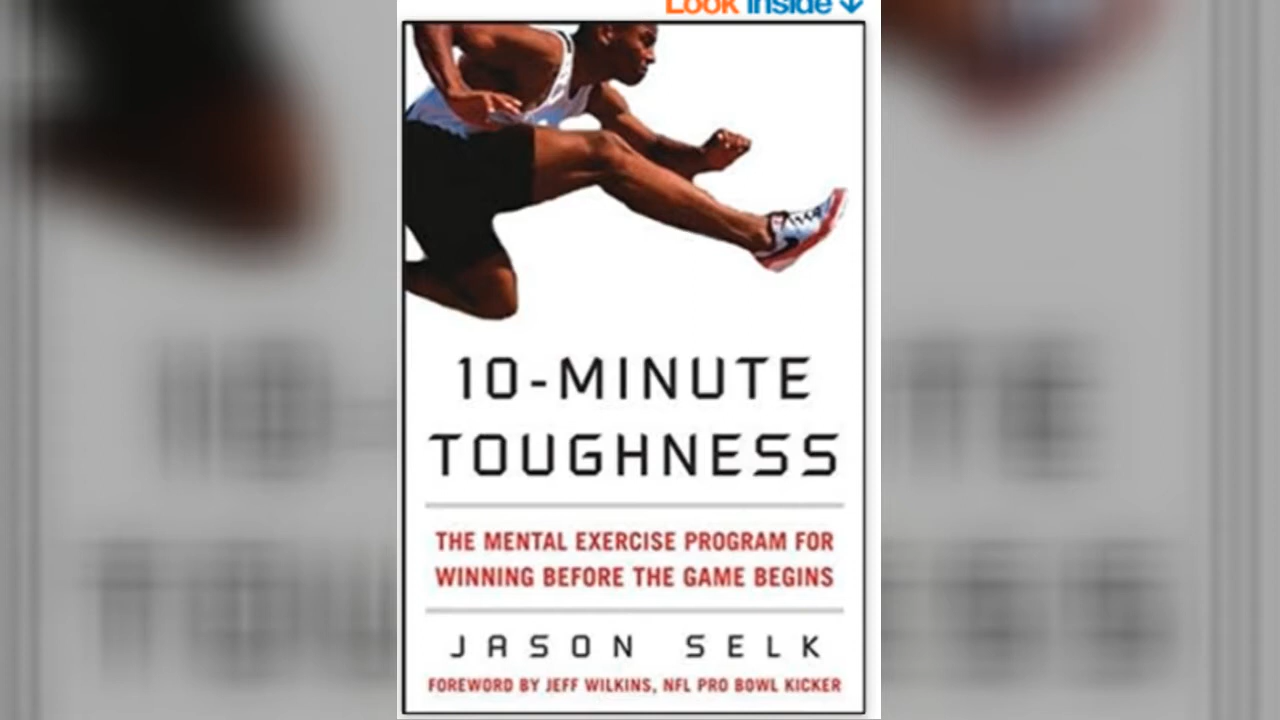 Look Inside
10-MINUTE
TOUGHNESS
THE MENTAL EXERCISE PROGRAM FOR
WINNING BEFORE THE GAME BEGINS
JASON SELK
FOREWORD BY JEFF WILKINS, NFL PRO BOWL KICKER